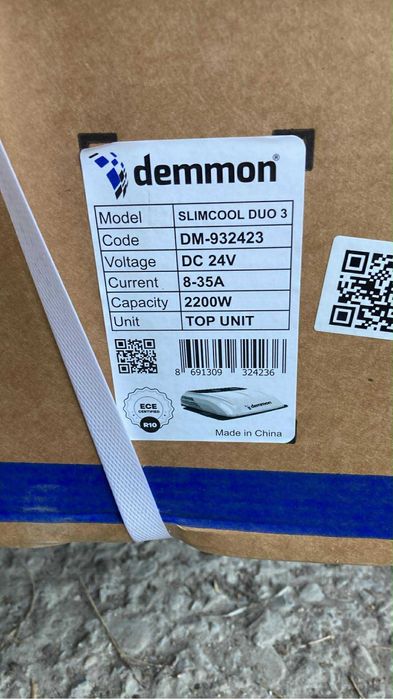 demmon®
Model SLIMCOOL DUO 3
Code DM-932423
Voltage DC 24V
Current 8-35A
Capacity 2200W
Unit TOP UNIT
8 691309 324236
ECE
CERTIFIED
R10
demmon
Made in China